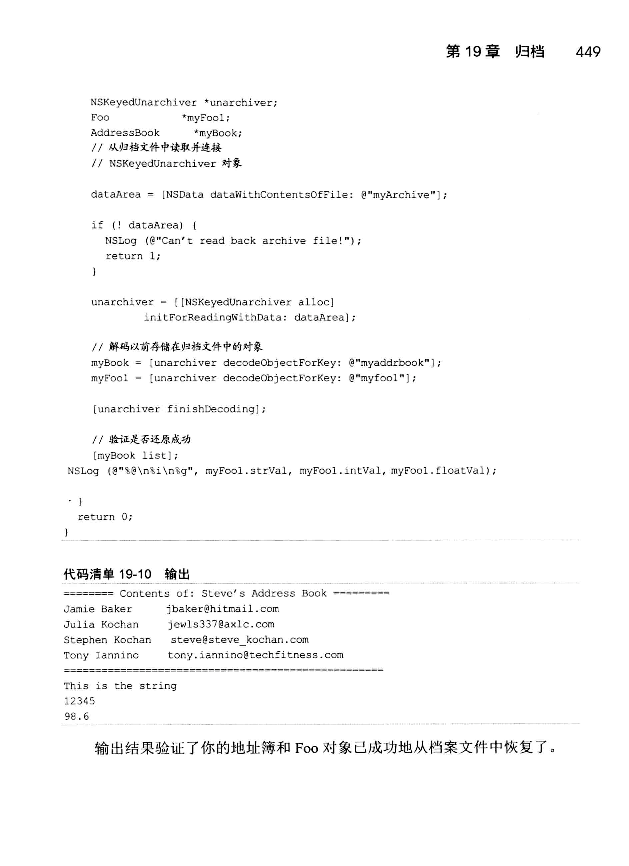 第 19 章 归档 449
NSKeyedUnarchiver *unarchiver;
Foo *myFool;
AddressBook *myBook;
// 从归档文件中读取并连接
// NSKeyedUnarchiver 对象
dataArea = [NSData dataWithContentsOfFile: @"myArchive"];
if (! dataArea) {
NSLog (@"Can't read back archive file!");
return 1;
}
unarchiver = [[NSKeyedUnarchiver alloc]
initForReadingWithData: dataArea];
// 解码以前存储在归档文件中的对象
myBook = [unarchiver decodeObjectForKey: @"myaddrbook"];
myFool = [unarchiver decodeObjectForKey: @"myfool"];
[unarchiver finishDecoding];
// 验证是否还原成功
[myBook list];
NSLog (@"%@\n%i\n%g", myFool.strVal, myFool.intVal, myFool.floatVal);
}
return 0;
}
代码清单 19-10 输出
======== Contents of: Steve's Address Book =========
Jamie Baker jbaker@hitmail.com
Julia Kochan jewls337@axlc.com
Stephen Kochan steve@steve_kochan.com
Tony Iannino tony.iannino@techfitness.com
====================================================
This is the string
12345
98.6
输出结果验证了你的地址簿和 Foo 对象已成功地从档案文件中恢复了。